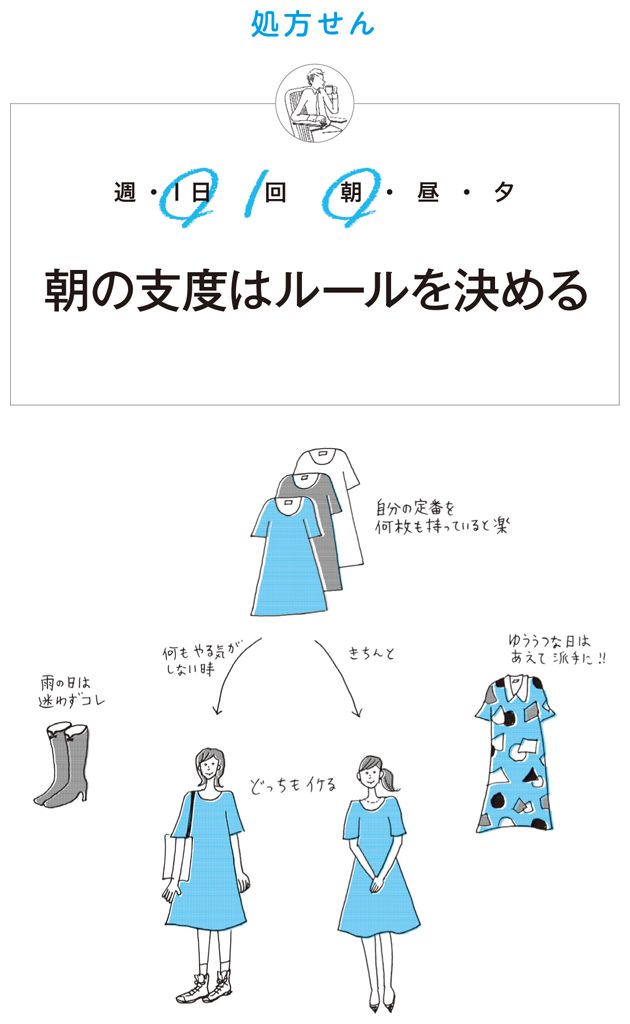 処方せん
週・1日 1回 朝・昼・夕
朝の支度はルールを決める
自分の定番を
何枚も持っていると楽
何もやる気が
しない時
きちんと
ゆううつな日は
あえて派手に!!
雨の日は
迷わずコレ
どっちもイケる